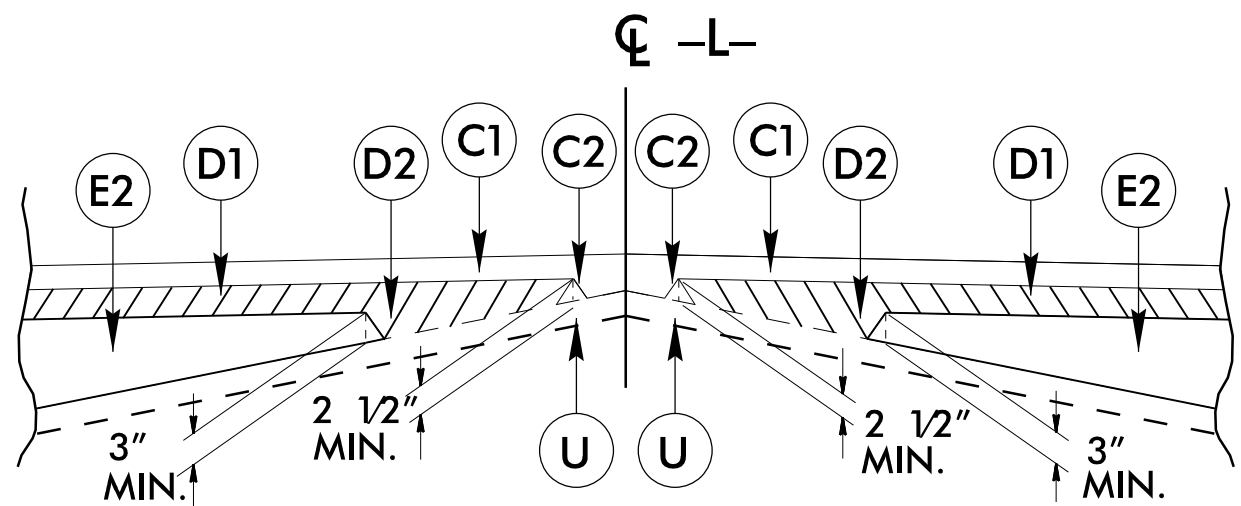 ℄ –L–
E2 D1 D2 C1 C2 C2 C1 D2 D1 E2
3" MIN.
2 1/2" MIN.
U U
2 1/2" MIN.
3" MIN.